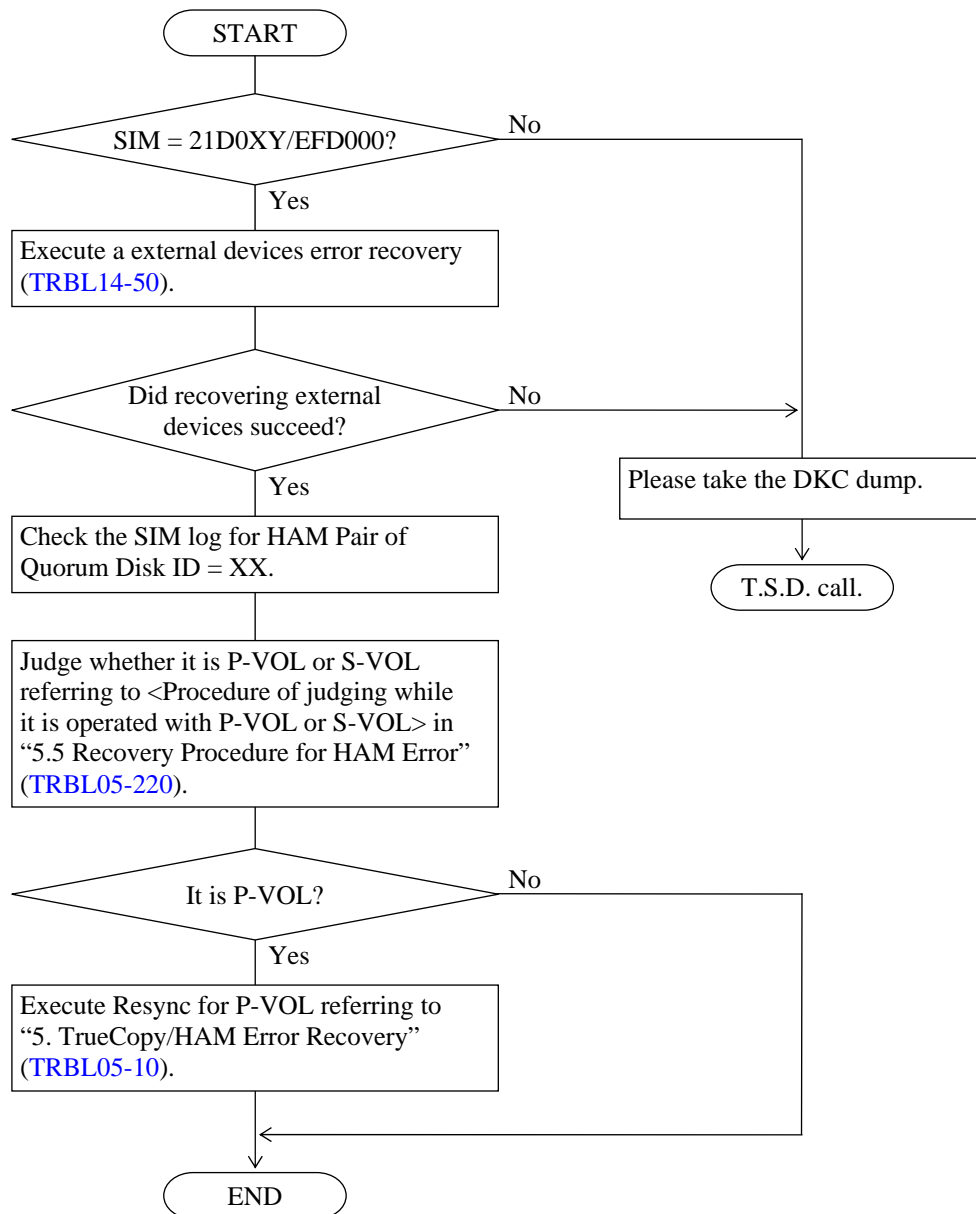 START
SIM = 21D0XY/EFD000?
No
Yes
Execute a external devices error recovery
(TRBL14-50).
Did recovering external
devices succeed?
No
Yes
Please take the DKC dump.
T.S.D. call.
Check the SIM log for HAM Pair of
Quorum Disk ID = XX.
Judge whether it is P-VOL or S-VOL
referring to <Procedure of judging while
it is operated with P-VOL or S-VOL> in
“5.5 Recovery Procedure for HAM Error”
(TRBL05-220).
It is P-VOL?
No
Yes
Execute Resync for P-VOL referring to
“5. TrueCopy/HAM Error Recovery”
(TRBL05-10).
END